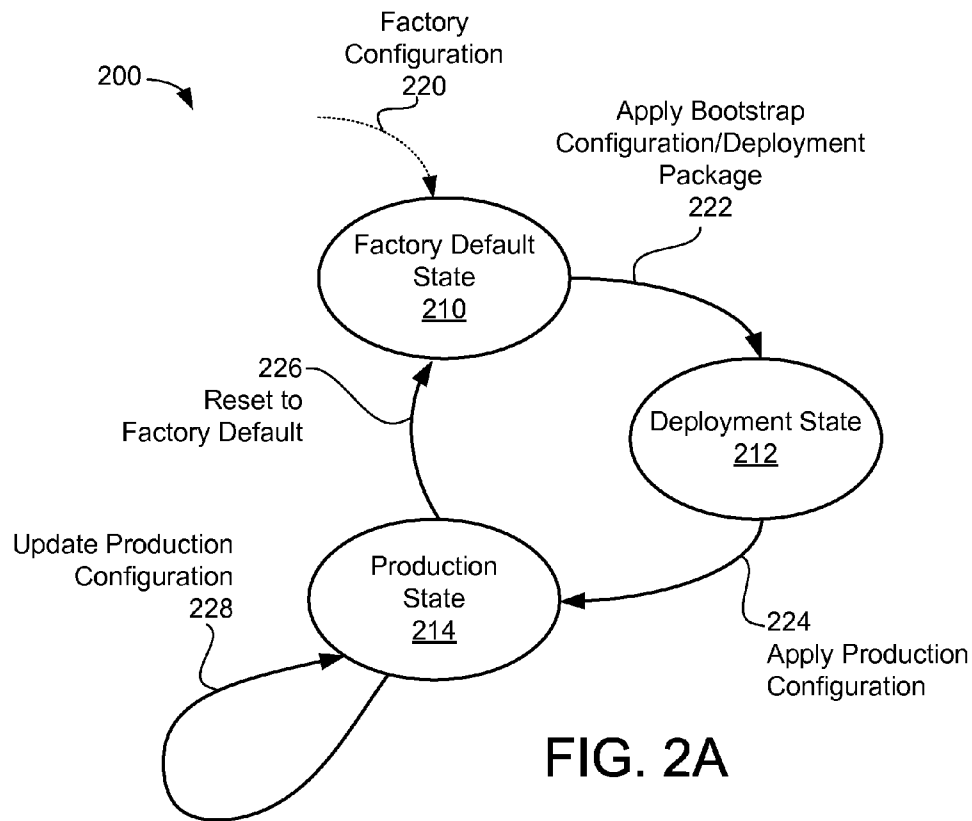 Factory
Configuration
220
200
Apply Bootstrap
Configuration/Deployment
Package
222
Factory Default
State
210
226
Reset to
Factory Default
Deployment State
212
Update Production
Configuration
228
Production
State
214
224
Apply Production
Configuration
FIG. 2A